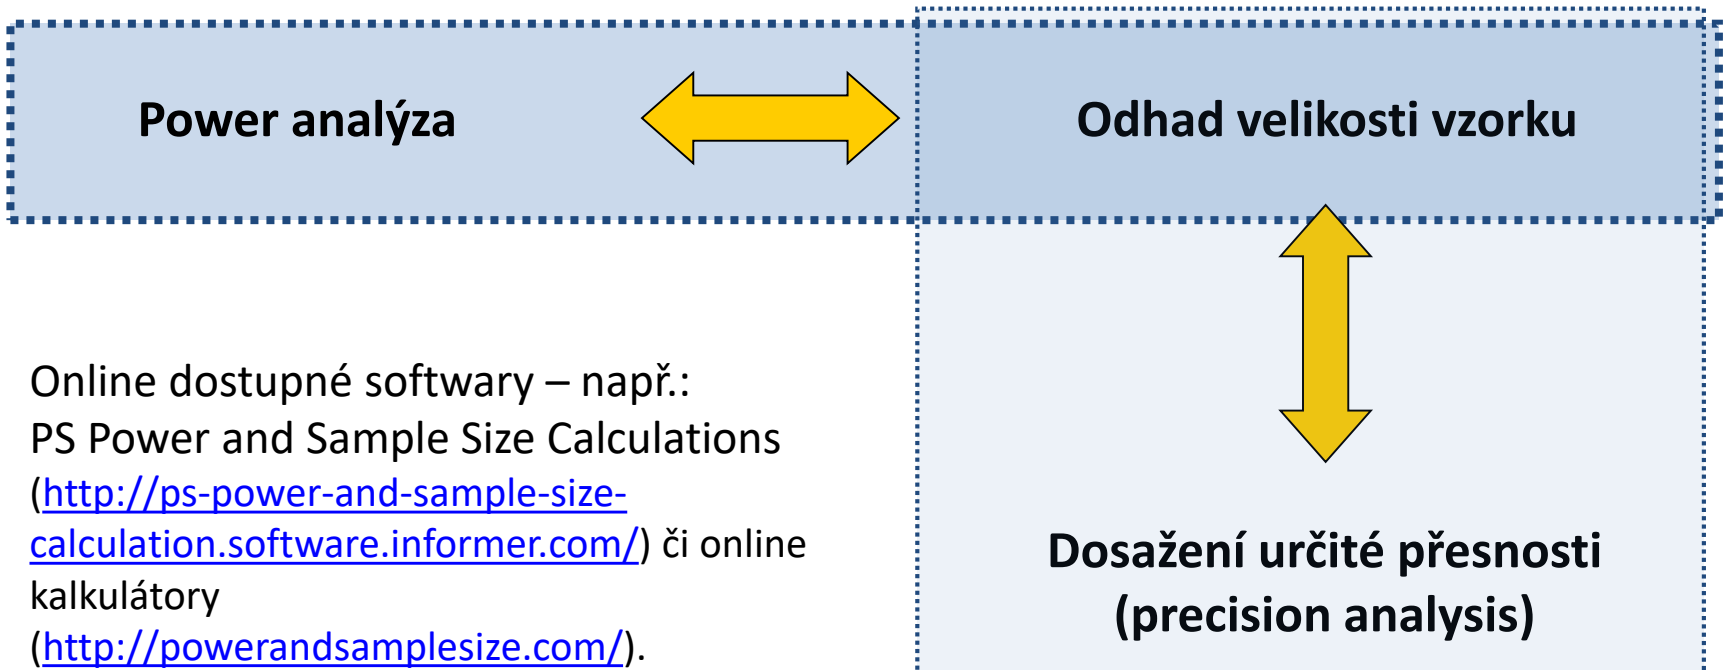 Power analýza
Odhad velikosti vzorku
Online dostupné softwary – např.:
PS Power and Sample Size Calculations
(http://ps-power-and-sample-size-
calculation.software.informer.com/) či online
kalkulátory
(http://powerandsamplesize.com/).
Dosažení určité přesnosti
(precision analysis)